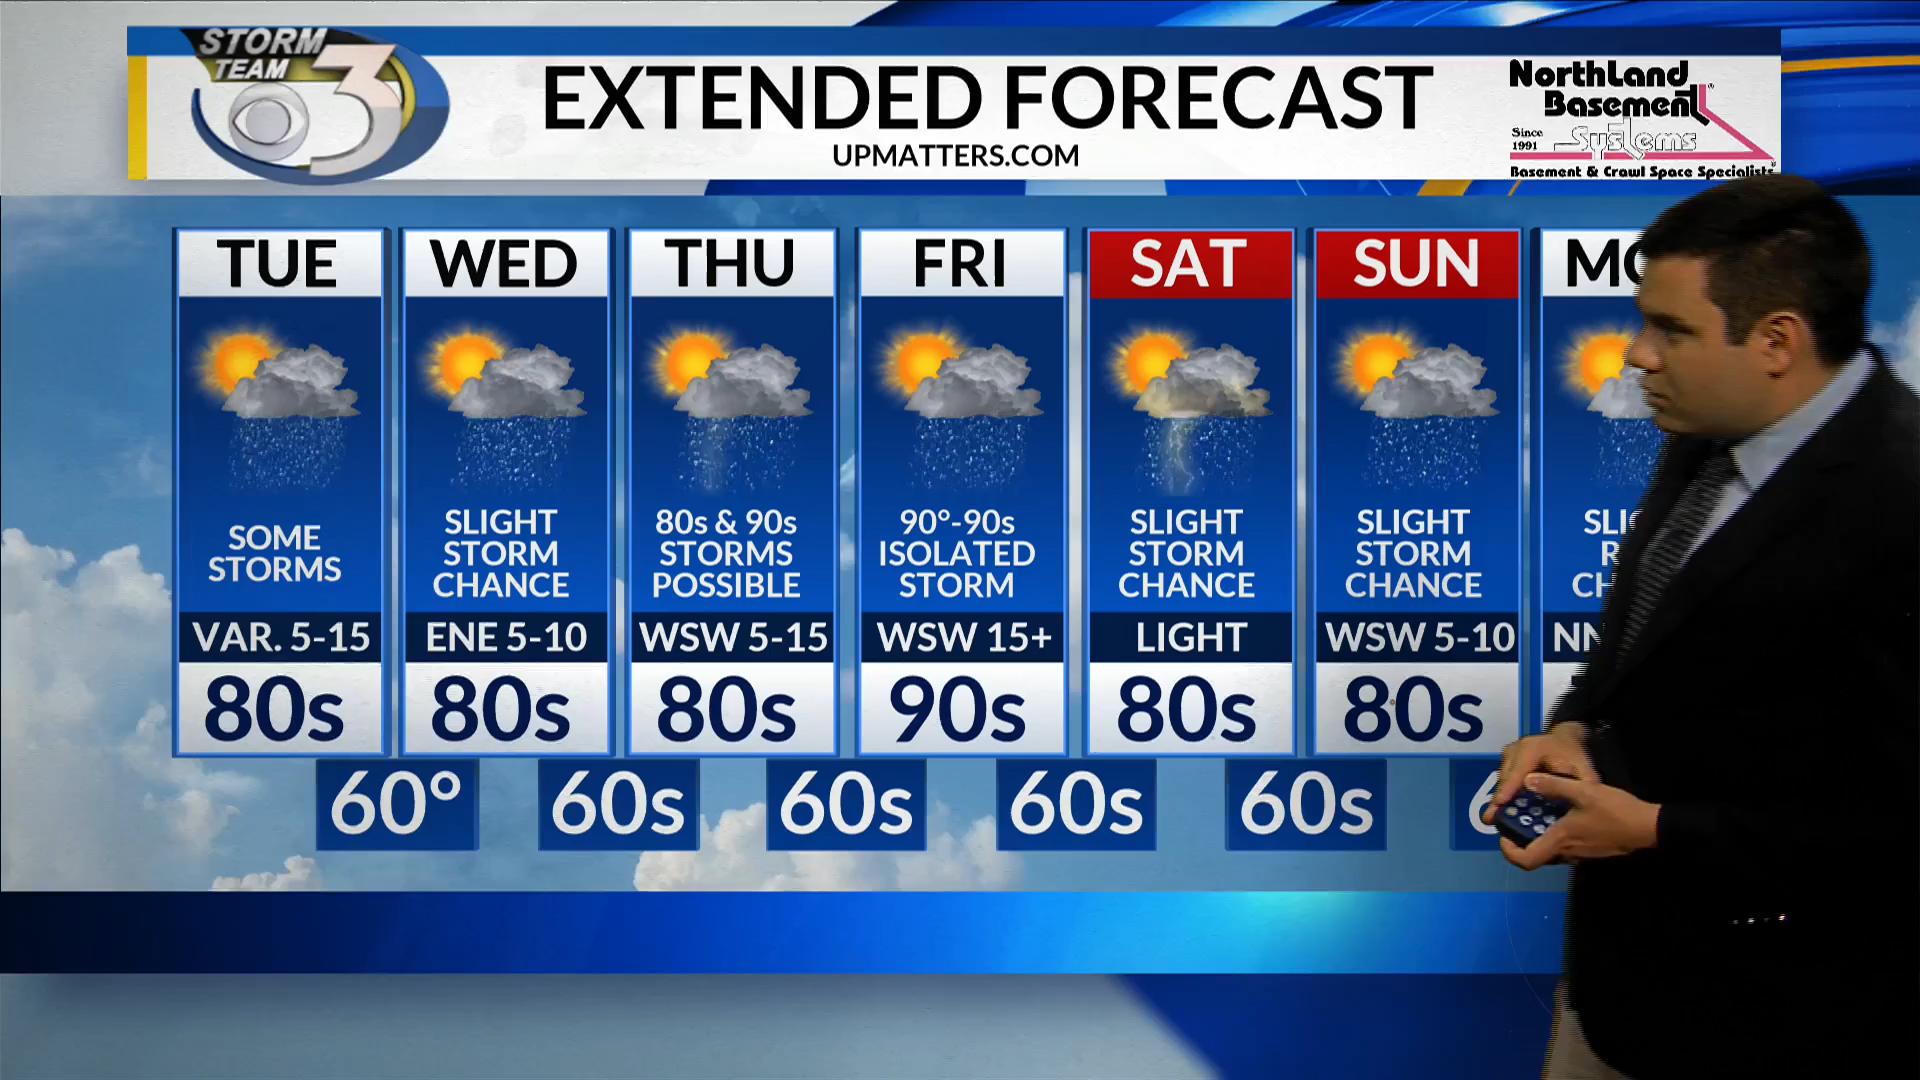 STORM
TEAM
3
EXTENDED FORECAST
UPMATTERS.COM
NorthLand
Basement
Systems
Since
1991
Basement & Crawl Space Specialists
TUE
SOME
STORMS
VAR. 5-15
80s
60°
WED
SLIGHT
STORM
CHANCE
ENE 5-10
80s
60s
THU
80s & 90s
STORMS
POSSIBLE
WSW 5-15
80s
60s
FRI
90°-90s
ISOLATED
STORM
WSW 15+
90s
60s
SAT
SLIGHT
STORM
CHANCE
LIGHT
80s
60s
SUN
SLIGHT
STORM
CHANCE
WSW 5-10
80s